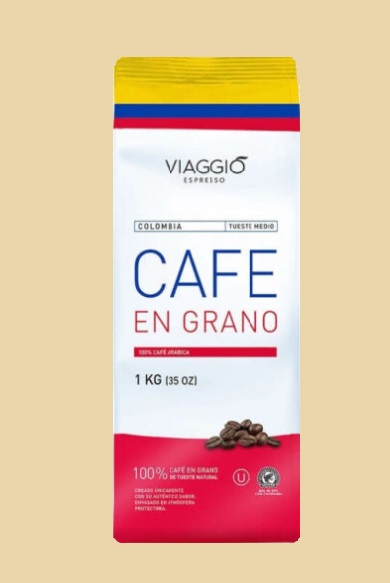 VIAGGIO
ESPRESSO
COLOMBIA
TUESTE MEDIO
CAFE
EN GRANO
100% CAFÉ ARABICA
1 KG (35 OZ)
100% CAFÉ EN GRANO
DE TUESTE NATURAL
CREADO ÚNICAMENTE
CON SU AUTÉNTICO SABOR.
ENVASADO EN ATMÓSFERA
PROTECTORA.
U